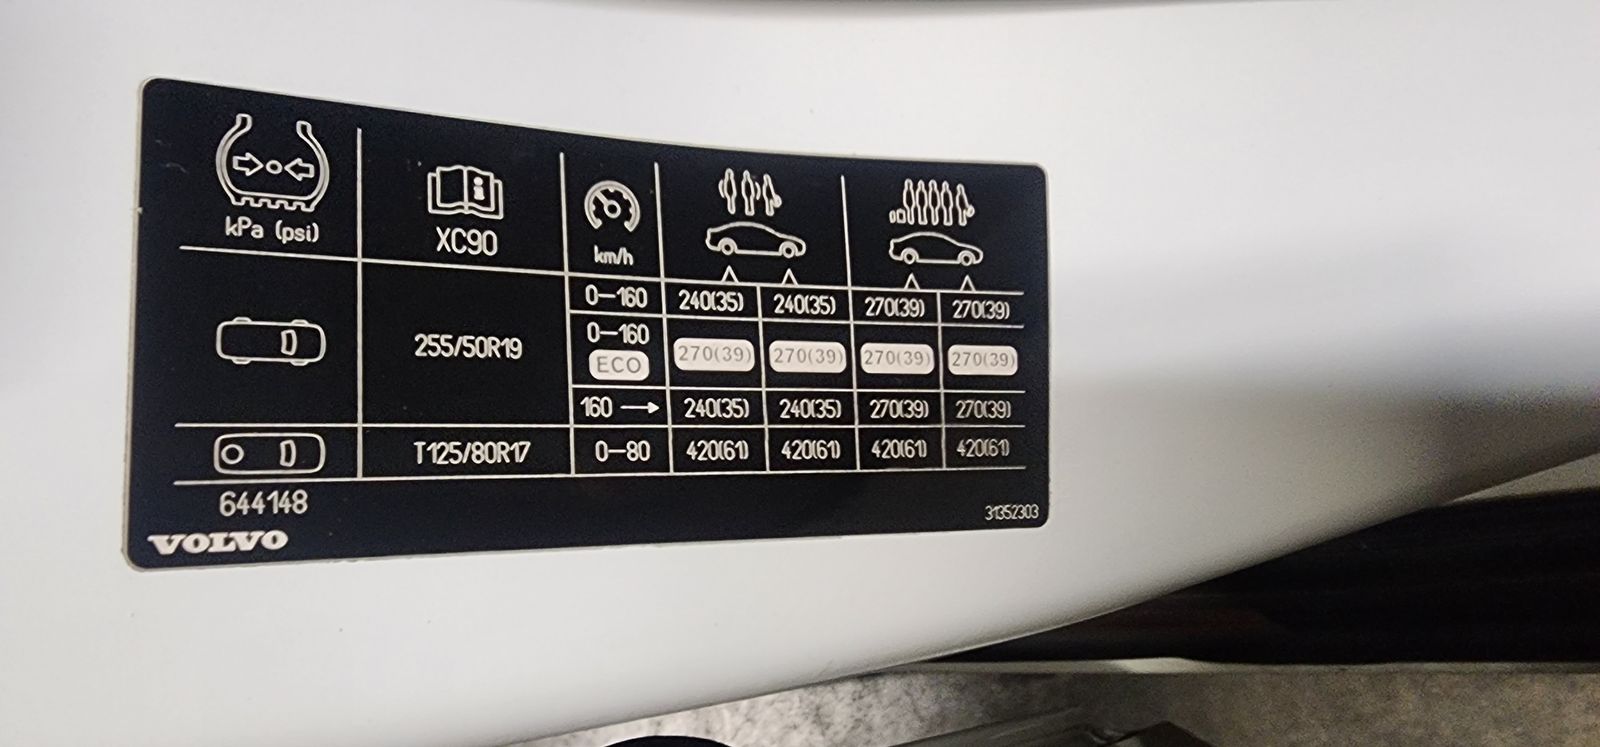 kPa (psi)
XC90
km/h
0–160 240(35) 240(35) 270(39) 270(39)
255/50R19
0–160
ECO 270(39) 270(39) 270(39) 270(39)
160 → 240(35) 240(35) 270(39) 270(39)
T125/80R17 0–80 420(61) 420(61) 420(61) 420(61)
644148
31352303
VOLVO